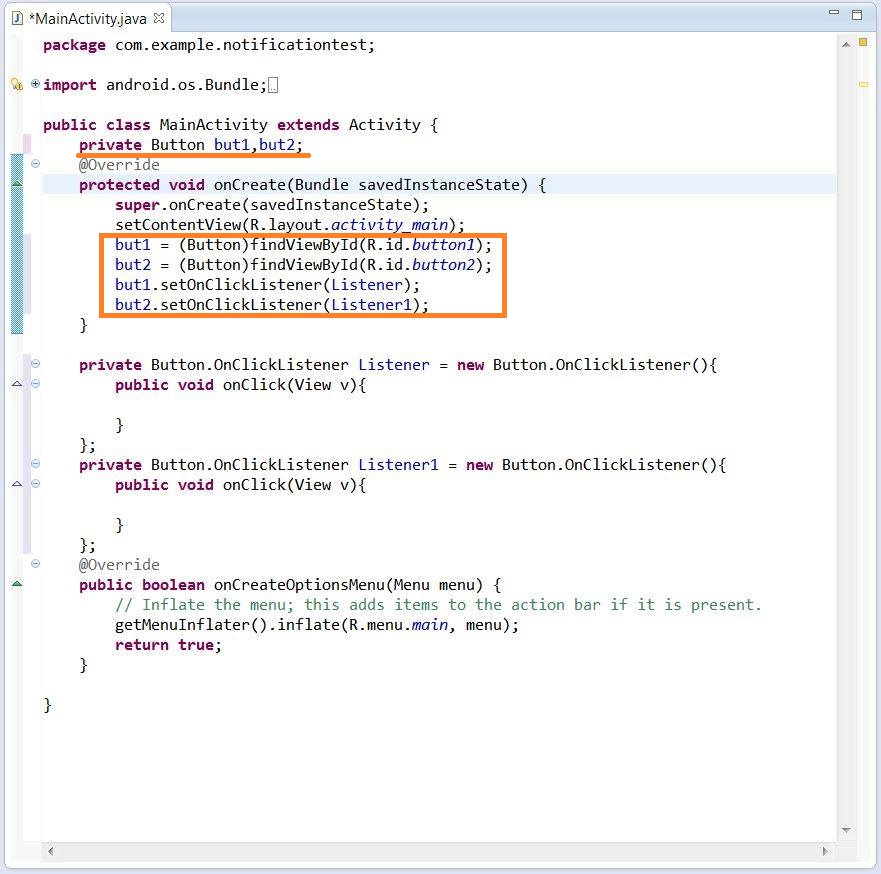 *MainActivity.java
package com.example.notificationtest;
import android.os.Bundle;
public class MainActivity extends Activity {
private Button but1,but2;
@Override
protected void onCreate(Bundle savedInstanceState) {
super.onCreate(savedInstanceState);
setContentView(R.layout.activity_main);
but1 = (Button)findViewById(R.id.button1);
but2 = (Button)findViewById(R.id.button2);
but1.setOnClickListener(Listener);
but2.setOnClickListener(Listener1);
}
private Button.OnClickListener Listener = new Button.OnClickListener(){
public void onClick(View v){
}
};
private Button.OnClickListener Listener1 = new Button.OnClickListener(){
public void onClick(View v){
}
};
@Override
public boolean onCreateOptionsMenu(Menu menu) {
// Inflate the menu; this adds items to the action bar if it is present.
getMenuInflater().inflate(R.menu.main, menu);
return true;
}
}